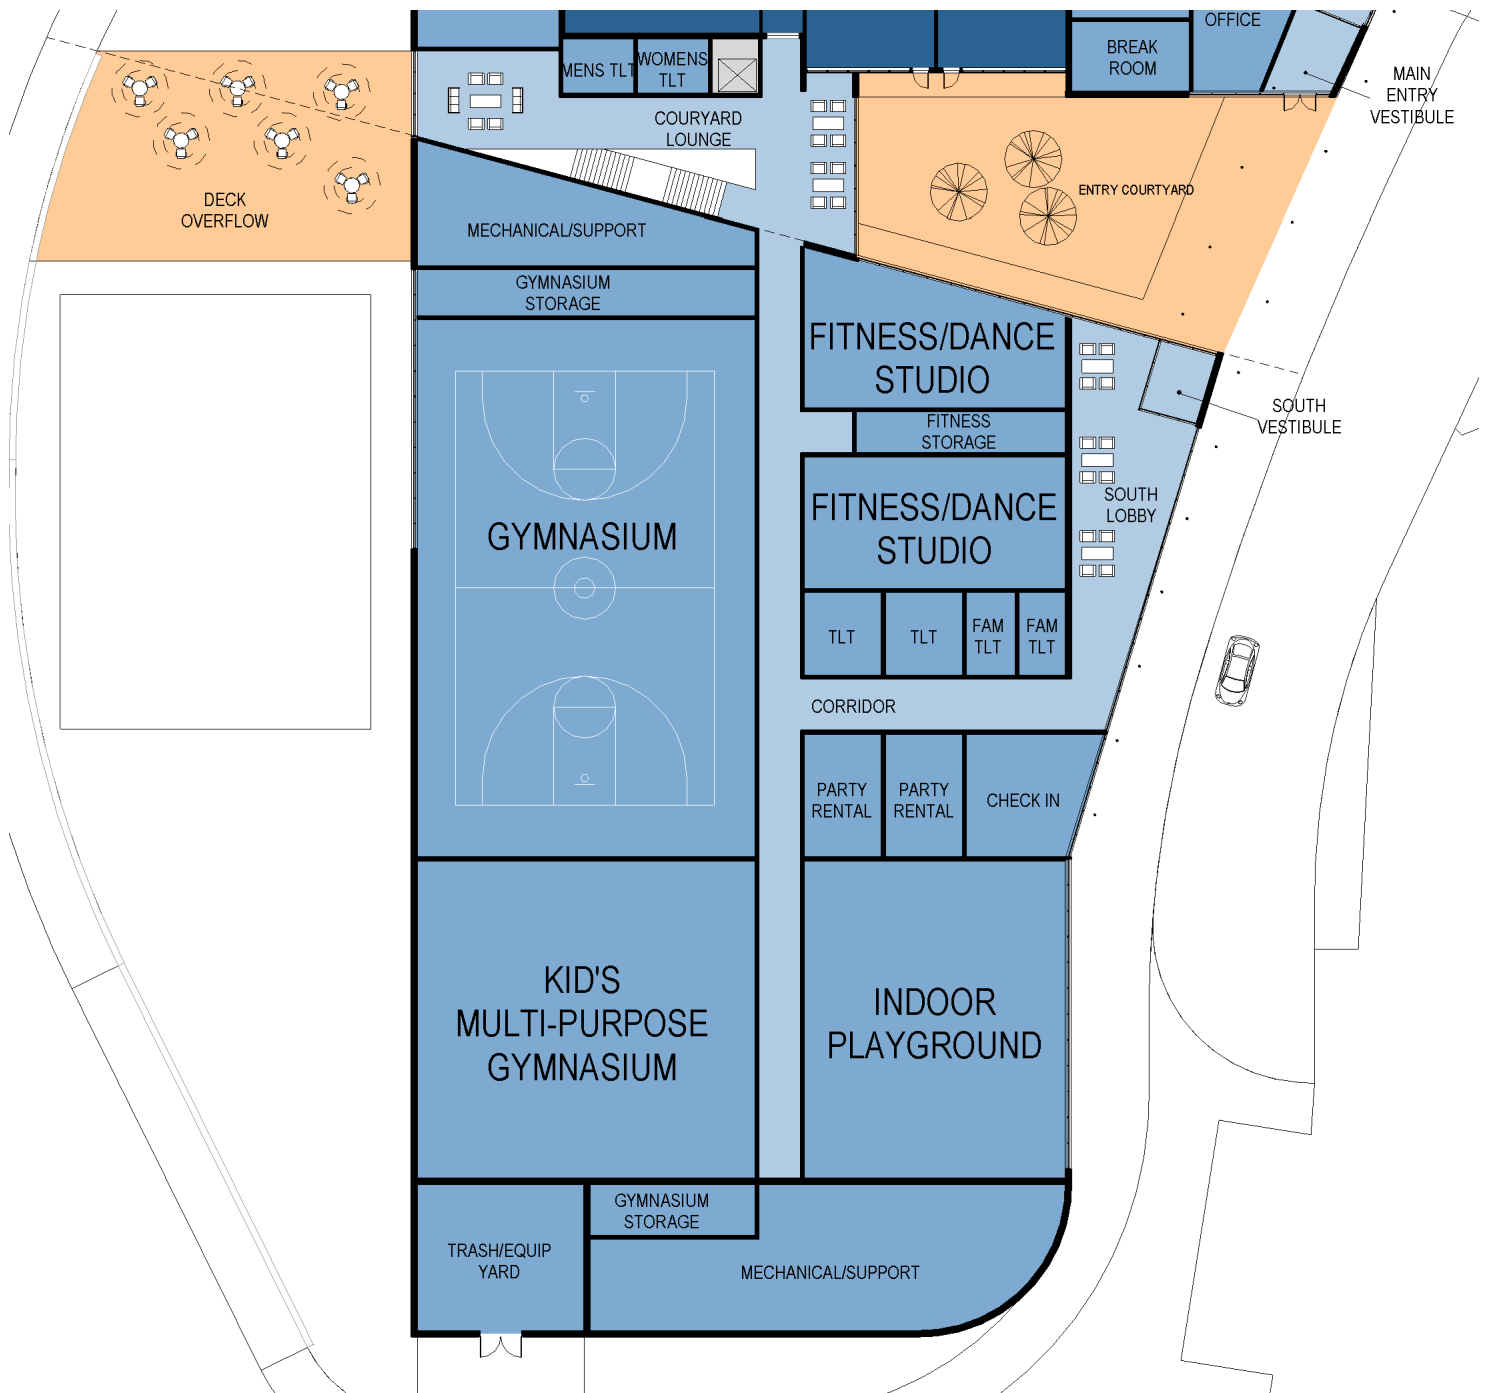 OFFICE
BREAK
ROOM
MAIN
ENTRY
VESTIBULE
MENS TLT
WOMENS
TLT
COURYARD
LOUNGE
ENTRY COURTYARD
DECK
OVERFLOW
MECHANICAL/SUPPORT
GYMNASIUM
STORAGE
FITNESS/DANCE
STUDIO
SOUTH
VESTIBULE
FITNESS
STORAGE
SOUTH
LOBBY
GYMNASIUM
FITNESS/DANCE
STUDIO
TLT
TLT
FAM
TLT
FAM
TLT
CORRIDOR
PARTY
RENTAL
PARTY
RENTAL
CHECK IN
KID'S
MULTI-PURPOSE
GYMNASIUM
INDOOR
PLAYGROUND
GYMNASIUM
STORAGE
TRASH/EQUIP
YARD
MECHANICAL/SUPPORT